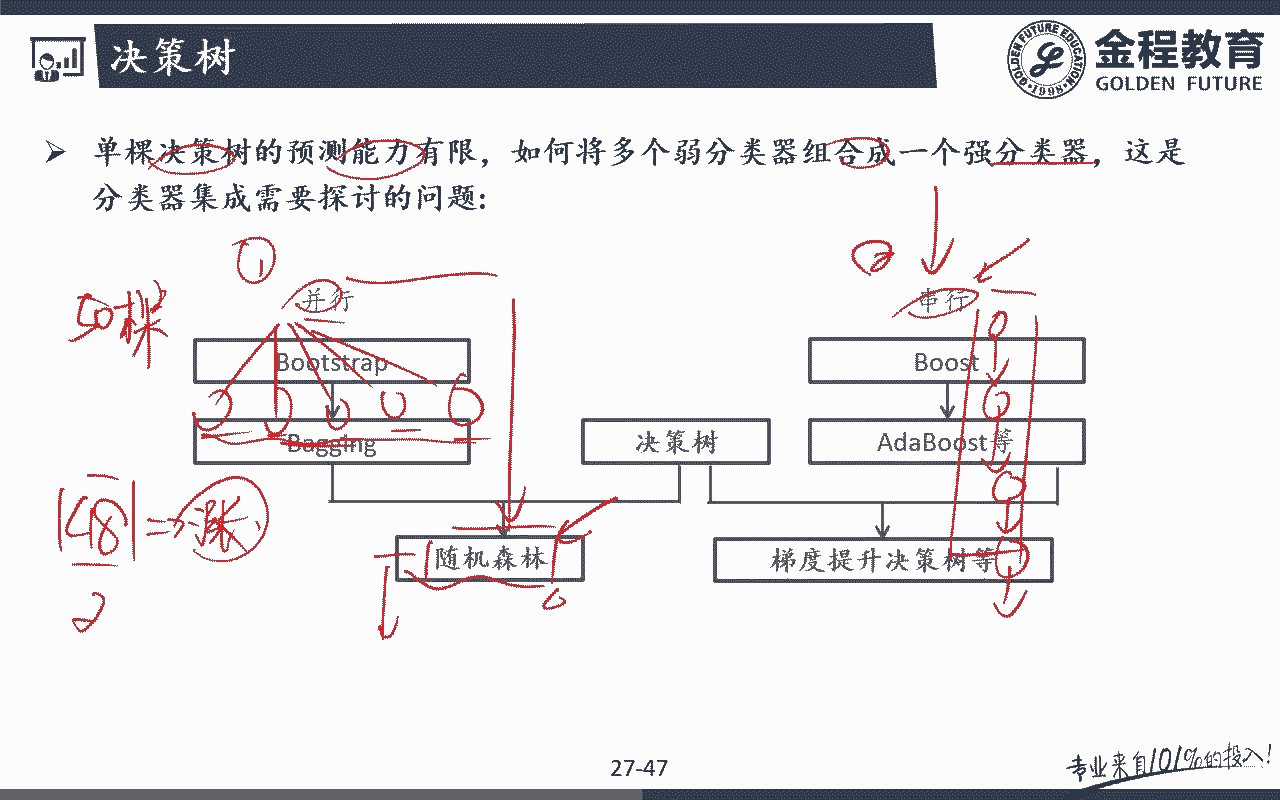 决策树
GOLDEN FUTURE EDUCATION
1998
金程教育
GOLDEN FUTURE
单棵决策树的预测能力有限，如何将多个弱分类器组合成一个强分类器，这是
分类器集成需要探讨的问题:
①
②
50棵
并行
串行
Bootstrap
Boost
Bagging
决策树
AdaBoost等
48=涨
2
随机森林
梯度提升决策树等
27-47
专业来自101%的投入!